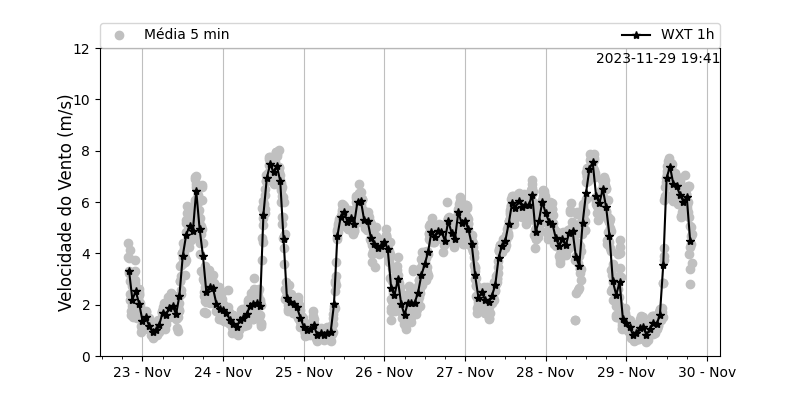 Média 5 min
WXT 1h
2023-11-29 19:41
Velocidade do Vento (m/s)
12
10
8
6
4
2
0
23 - Nov
24 - Nov
25 - Nov
26 - Nov
27 - Nov
28 - Nov
29 - Nov
30 - Nov